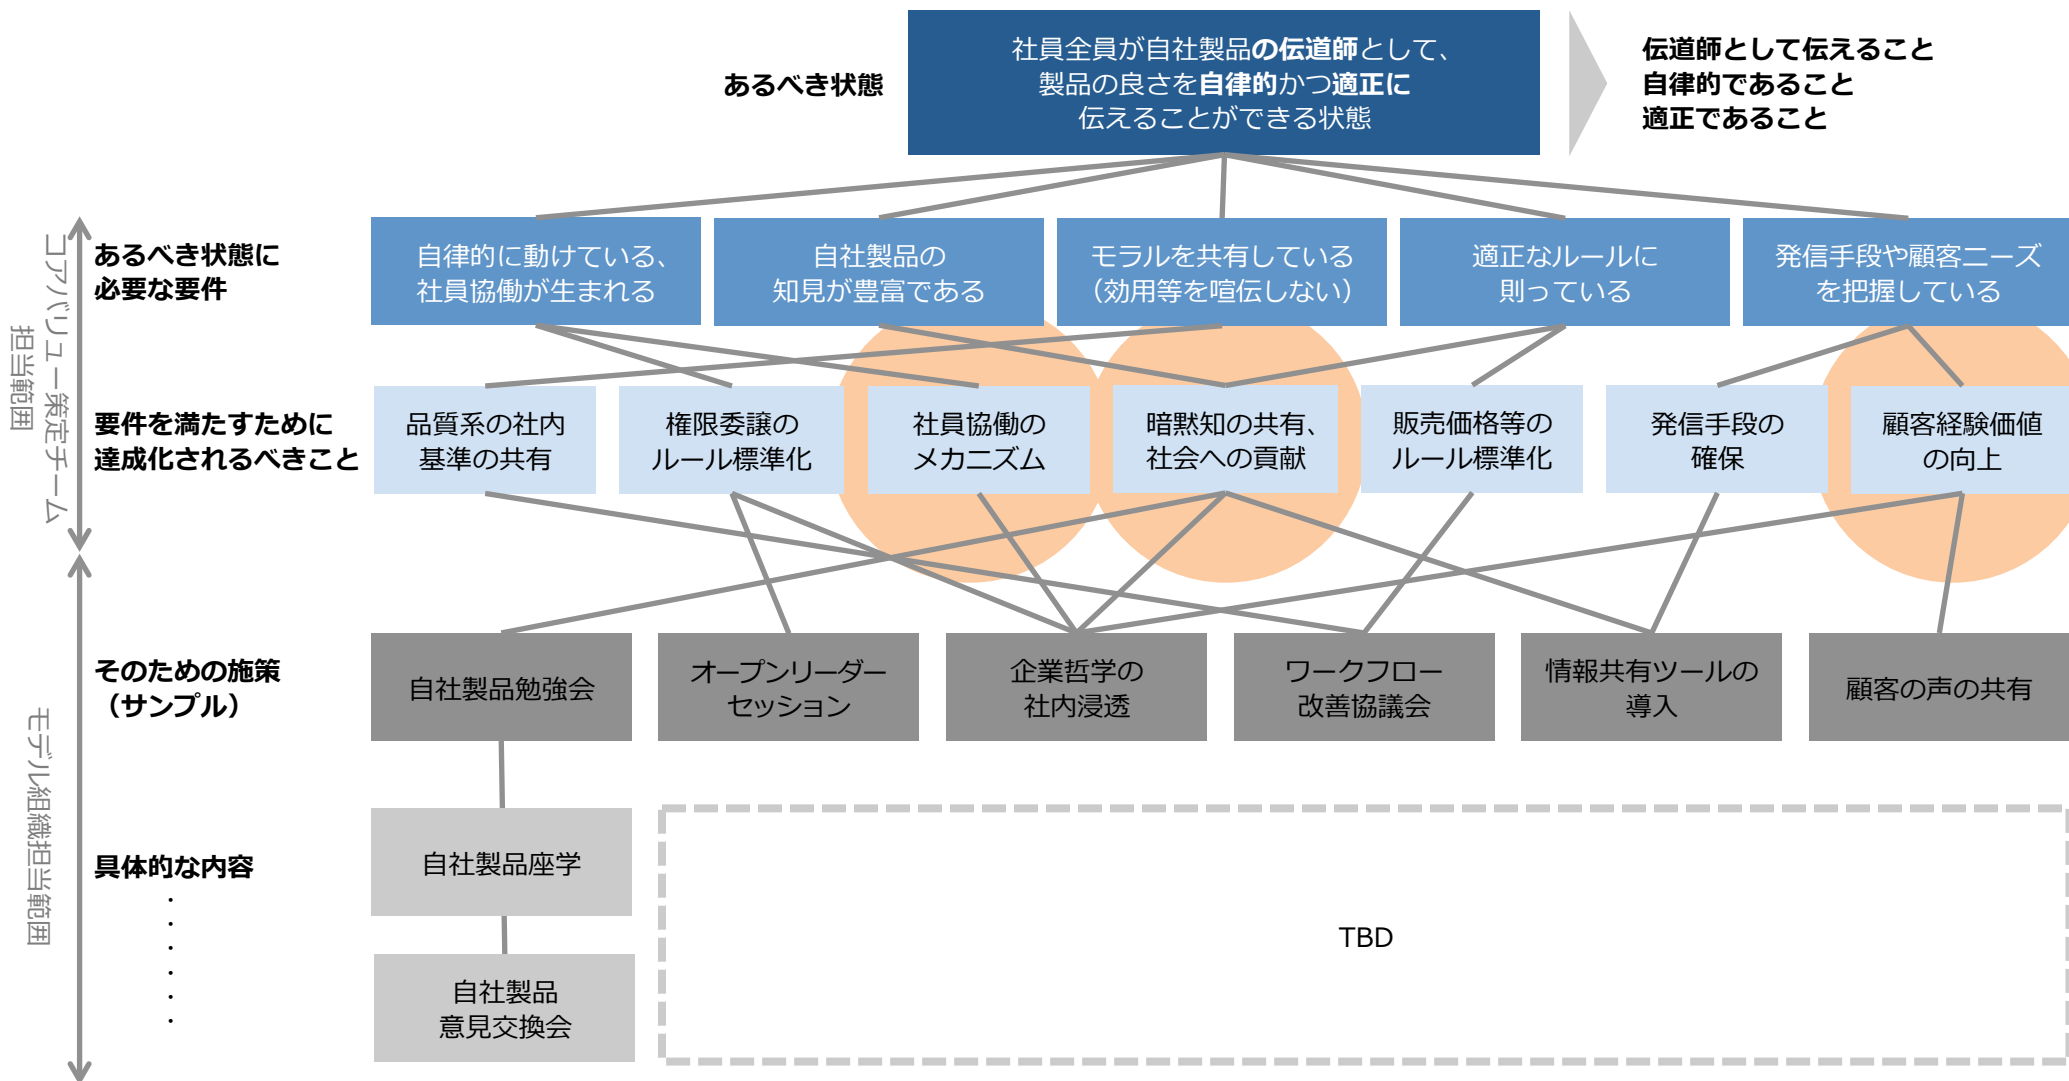 社員全員が自社製品の伝道師として、
製品の良さを自律的かつ適正に
伝えることができる状態
あるべき状態
伝道師として伝えること
自律的であること
適正であること
コアバリュー策定チーム
担当範囲
あるべき状態に
必要な要件
自律的に動けている、
社員協働が生まれる
自社製品の
知見が豊富である
モラルを共有している
（効用等を喧伝しない）
適正なルールに
則っている
発信手段や顧客ニーズ
を把握している
要件を満たすために
達成化されるべきこと
品質系の社内
基準の共有
権限委譲の
ルール標準化
社員協働の
メカニズム
暗黙知の共有、
社会への貢献
販売価格等の
ルール標準化
発信手段の
確保
顧客経験価値
の向上
モデル組織担当範囲
そのための施策
（サンプル）
自社製品勉強会
オープンリーダー
セッション
企業哲学の
社内浸透
ワークフロー
改善協議会
情報共有ツールの
導入
顧客の声の共有
具体的な内容
・
・
・
・
・
・
自社製品座学
自社製品
意見交換会
TBD